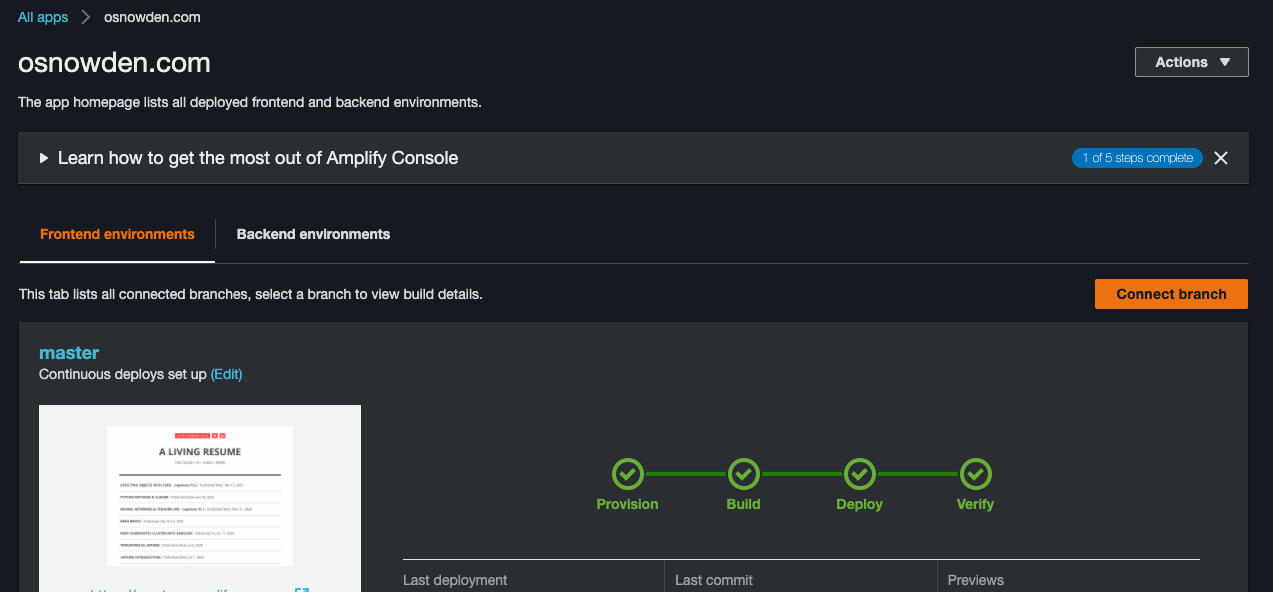 All apps
osnowden.com
osnowden.com
Actions
The app homepage lists all deployed frontend and backend environments.
Learn how to get the most out of Amplify Console
1 of 5 steps complete
Frontend environments
Backend environments
This tab lists all connected branches, select a branch to view build details.
Connect branch
master
Continuous deploys set up (Edit)
A LIVING RESUME
Provision
Build
Deploy
Verify
Last deployment
Last commit
Previews